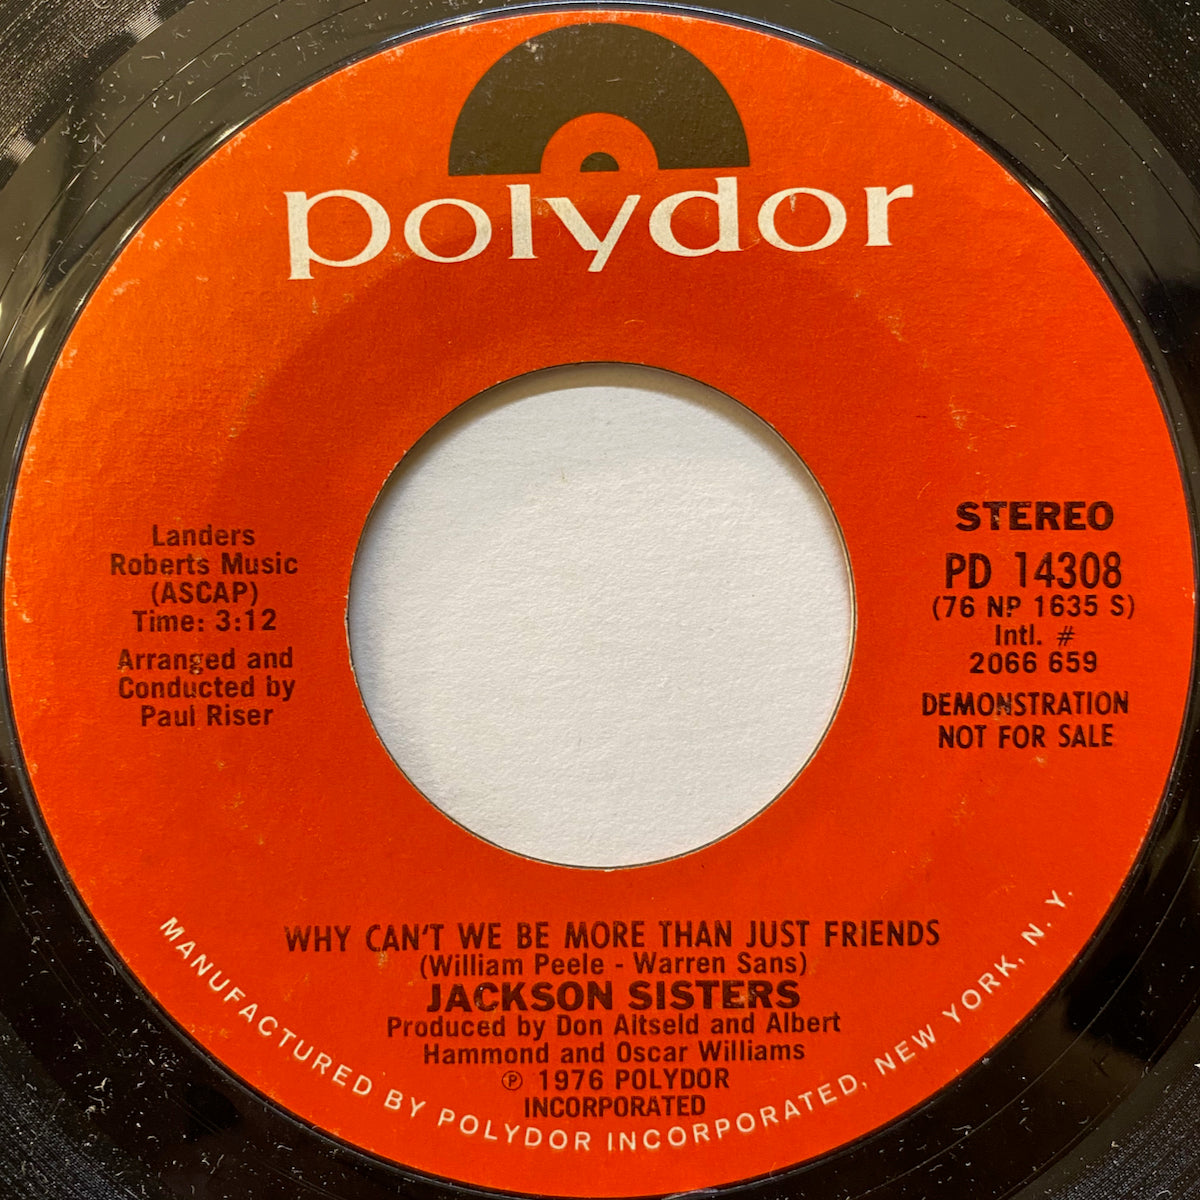 polydor
Landers
Roberts Music
(ASCAP)
Time: 3:12
Arranged and
Conducted by
Paul Riser
STEREO
PD 14308
(76 NP 1635 S)
Intl. #
2066 659
DEMONSTRATION
NOT FOR SALE
WHY CAN'T WE BE MORE THAN JUST FRIENDS
(William Peele - Warren Sans)
JACKSON SISTERS
Produced by Don Altseld and Albert
Hammond and Oscar Williams
℗ 1976 POLYDOR
INCORPORATED
MANUFACTURED BY POLYDOR INCORPORATED, NEW YORK, N. Y.